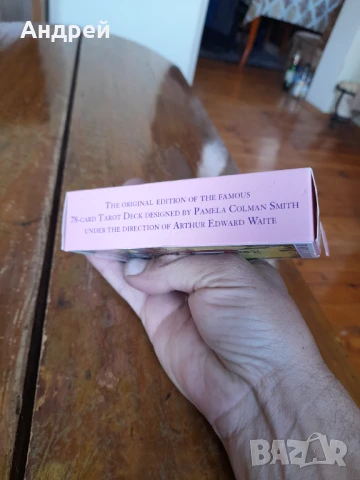 Андрей
THE ORIGINAL EDITION OF THE FAMOUS
78-CARD TAROT DECK DESIGNED BY PAMELA COLMAN SMITH
UNDER THE DIRECTION OF ARTHUR EDWARD WAITE
BAZAR